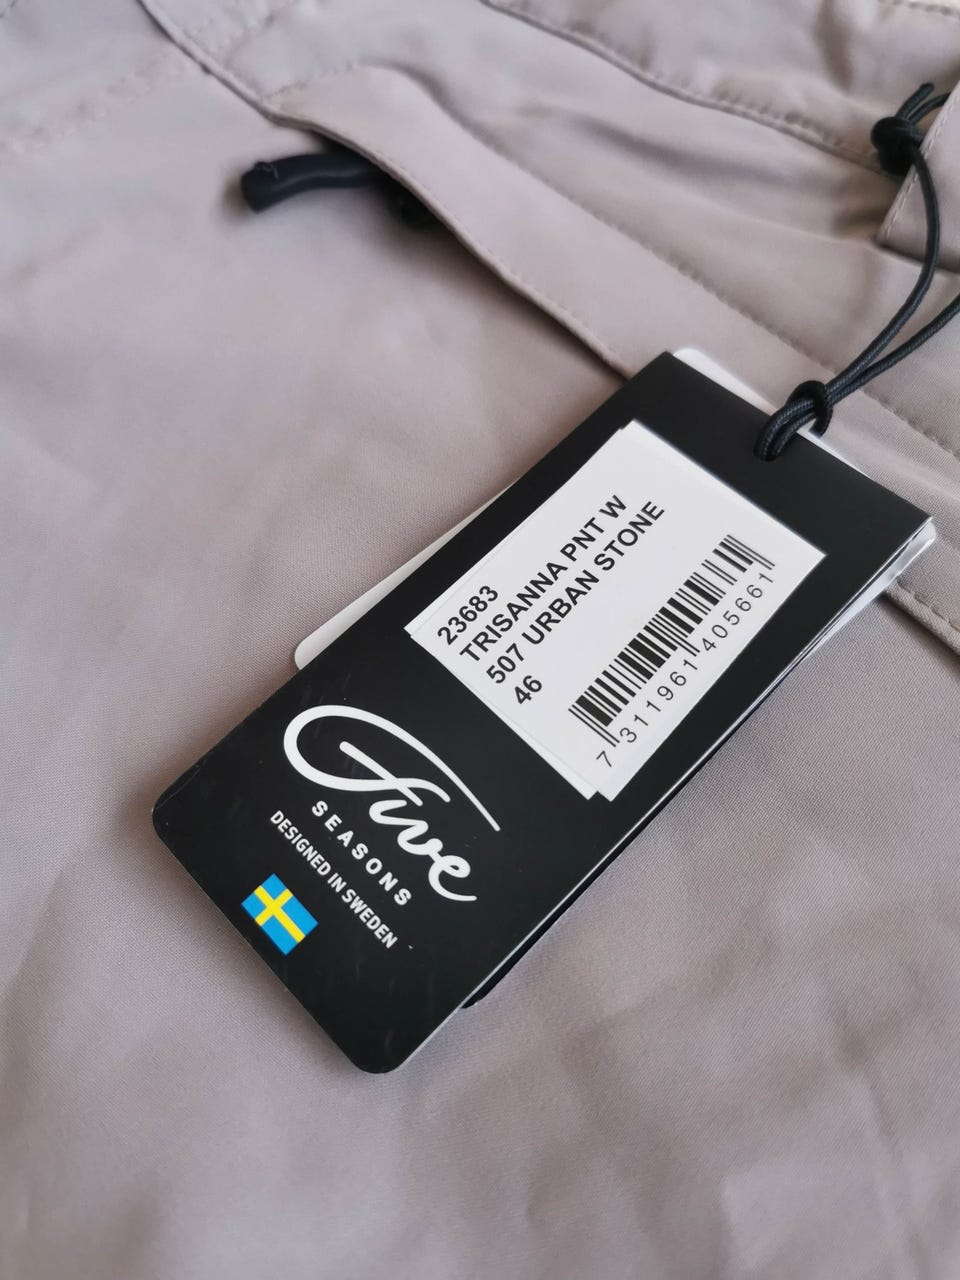 23683
TRISANNA PNT W
507 URBAN STONE
46
7 311961 405661
Five
SEASONS
DESIGNED IN SWEDEN